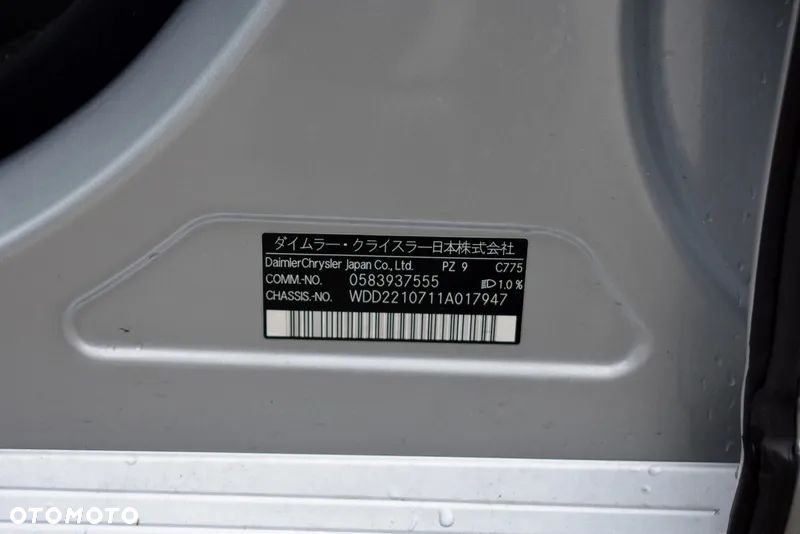 ダイムラー・クライスラー日本株式会社
DaimlerChrysler Japan Co., Ltd. PZ 9 C775
COMM.-NO. 0583937555 1.0%
CHASSIS.-NO. WDD2210711A017947
OTOMOTO